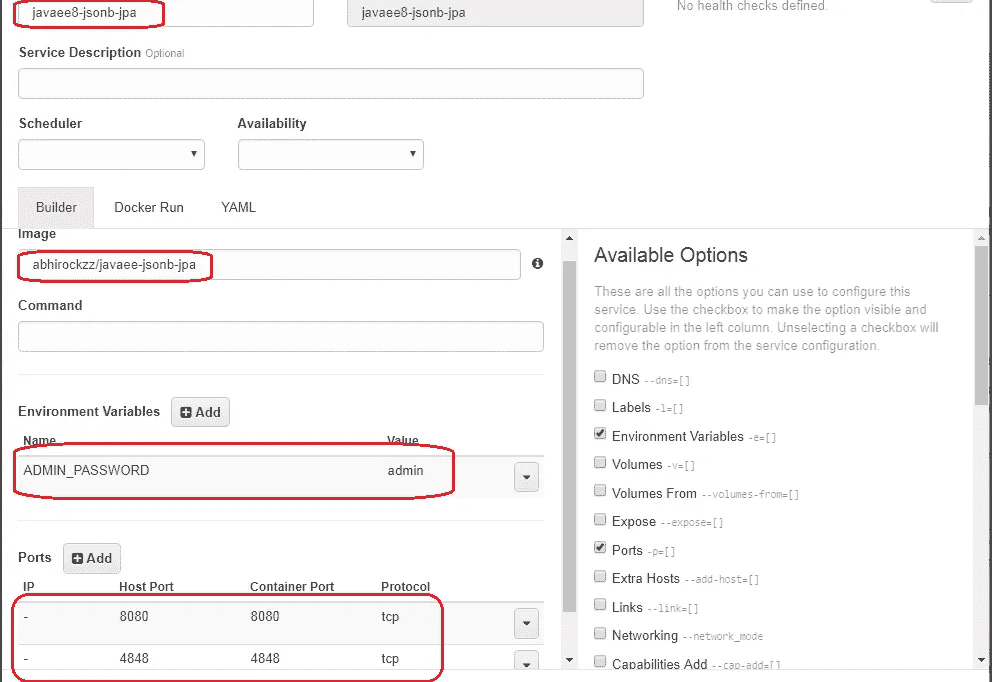 javaee8-jsonb-jpa javaee8-jsonb-jpa
No health checks defined.
Service Description Optional
Scheduler Availability
Builder Docker Run YAML
Image
abhirockzz/javaee-jsonb-jpa
Command
Environment Variables Add
Name Value
ADMIN_PASSWORD admin
Ports Add
IP Host Port Container Port Protocol
- 8080 8080 tcp
- 4848 4848 tcp
Available Options
These are all the options you can use to configure this
service. Use the checkbox to make the option visible and
configurable in the left column. Unselecting a checkbox will
remove the option from the service configuration.
DNS --dns=[]
Labels -l=[]
Environment Variables -e=[]
Volumes -v=[]
Volumes From --volumes-from=[]
Expose --expose=[]
Ports -p=[]
Extra Hosts --add-host=[]
Links --link=[]
Networking --network_mode
Capabilities Add --cap-add=[]